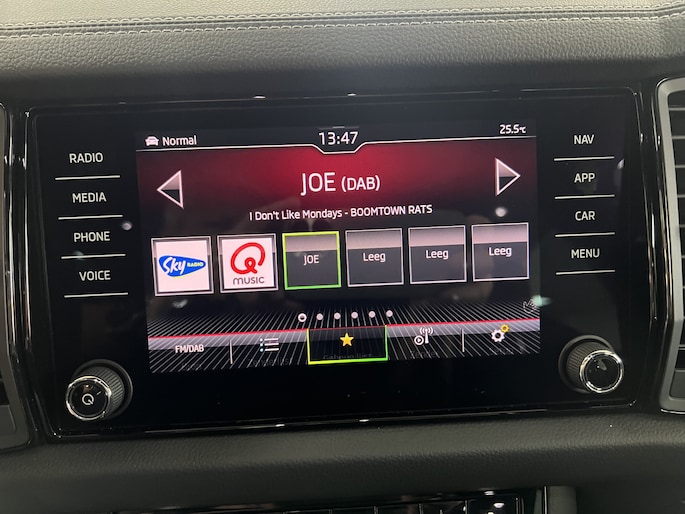 Normal
13:47
25.5°C
JOE (DAB)
I Don't Like Mondays - BOOMTOWN RATS
Sky RADIO
Q MUSIC
JOE
Leeg
Leeg
Leeg
FM/DAB
RADIO
MEDIA
PHONE
VOICE
NAV
APP
CAR
MENU